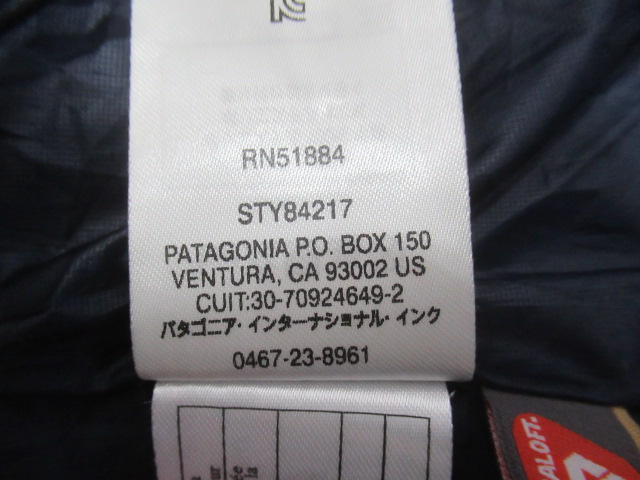 RN51884
STY84217
PATAGONIA P.O. BOX 150
VENTURA, CA 93002 US
CUIT:30-70924649-2
パタゴニア・インターナショナル・インク
0467-23-8961
ALOFT.